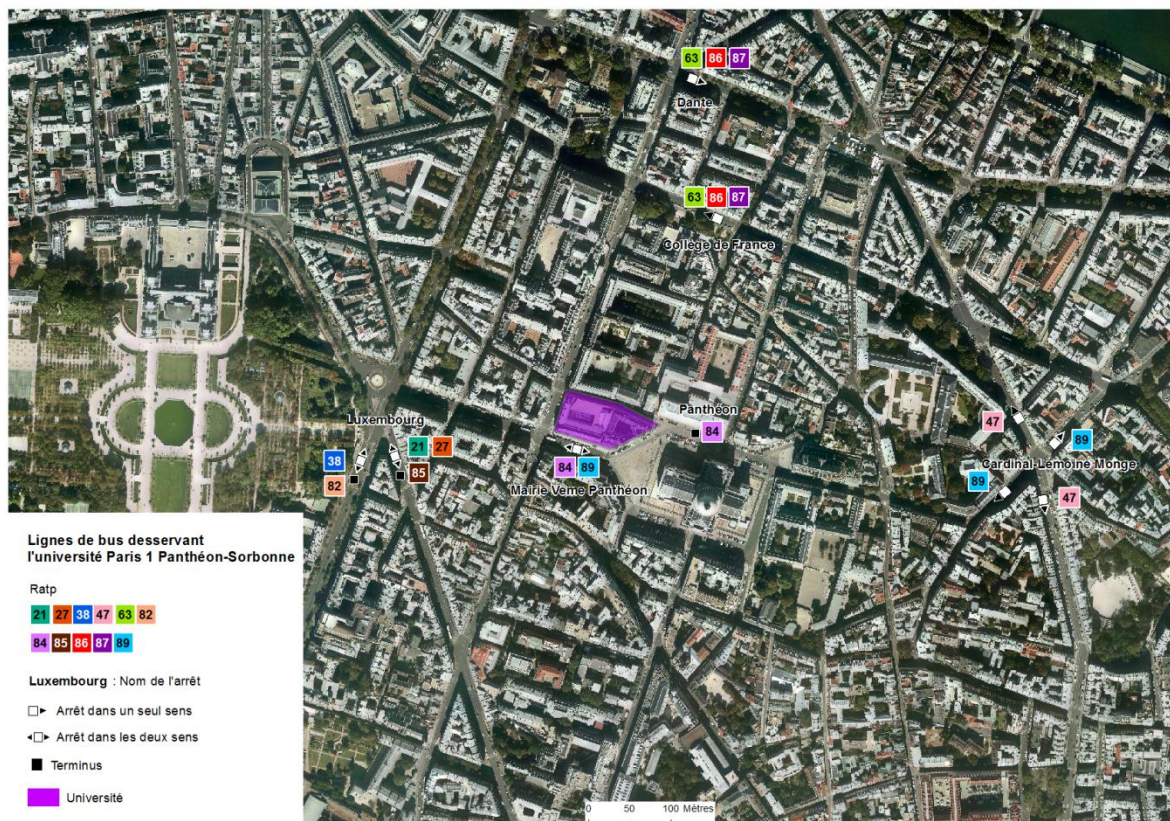 63 86 87
Dante
63 86 87
Collège de France
Panthéon
84
Luxembourg
21 27
38
82
85
84 89
Mairie Vème Panthéon
47
89
Cardinal-Lemoine Monge
89
47
Lignes de bus desservant
l'université Paris 1 Panthéon-Sorbonne
Ratp
21 27 38 47 63 82
84 85 86 87 89
Luxembourg : Nom de l'arrêt
Arrêt dans un seul sens
Arrêt dans les deux sens
Terminus
Université
0 50 100 Mètres